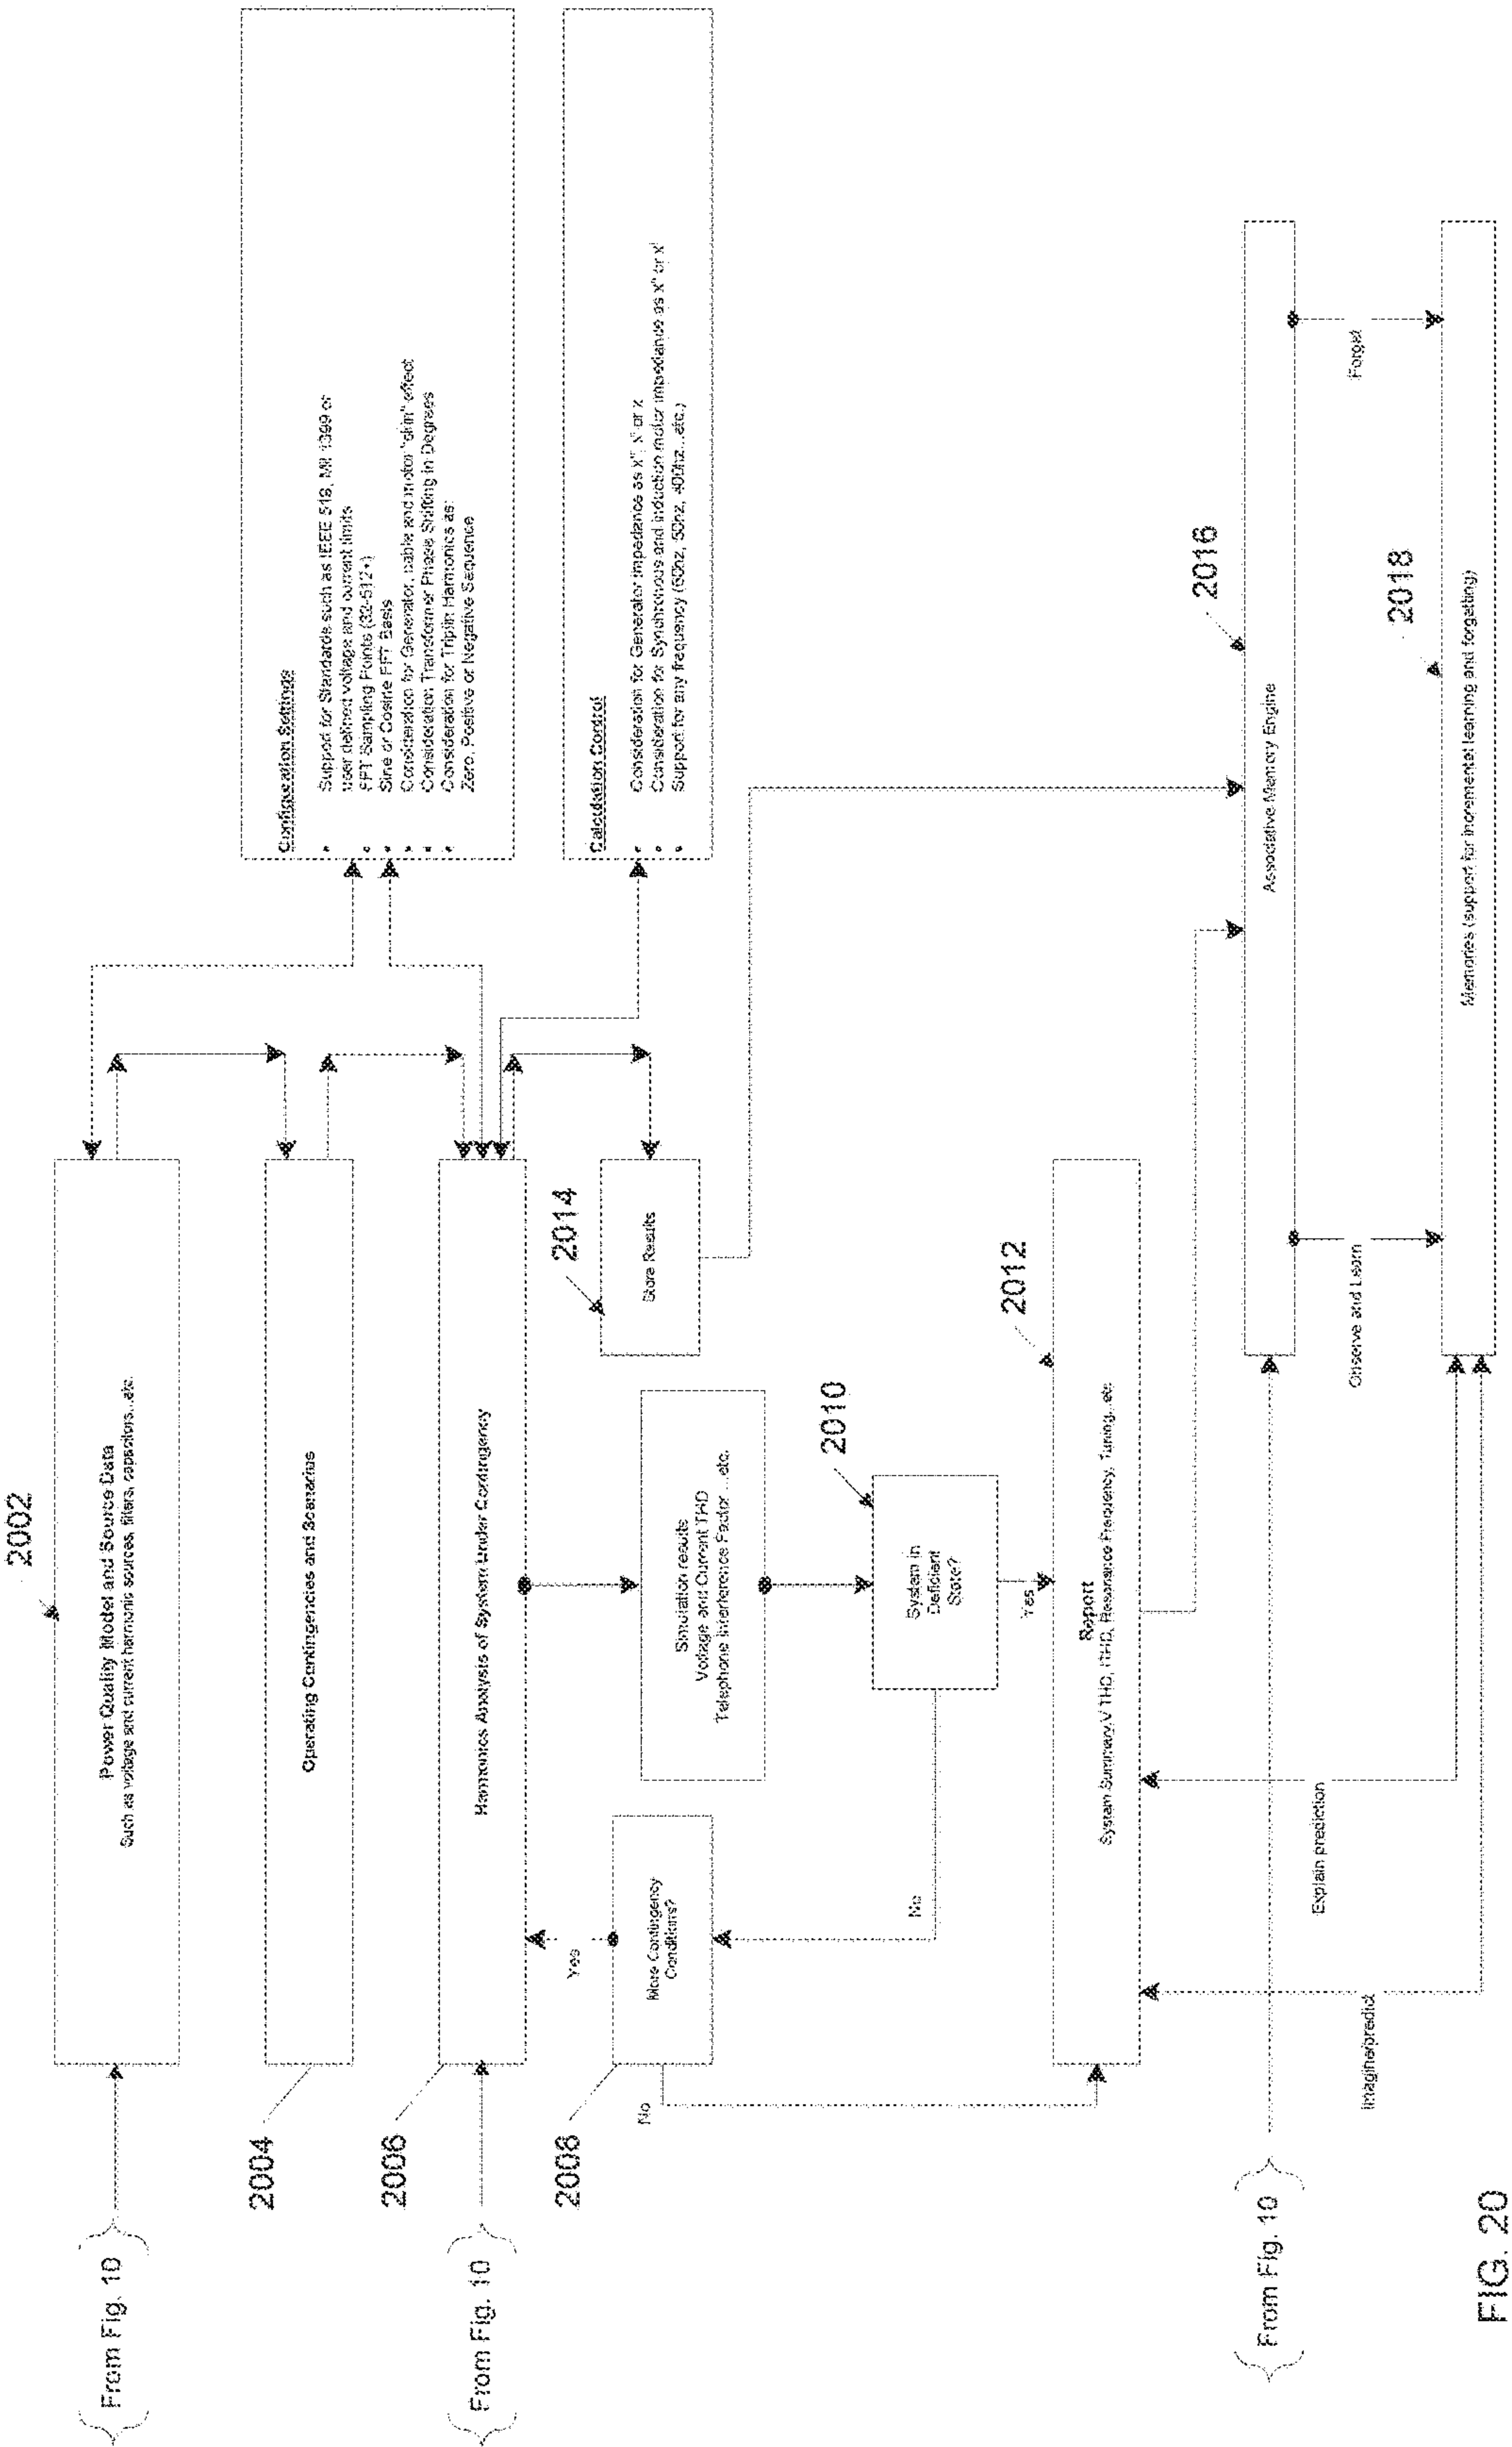 2002
From Fig. 10
Power Quality Model and Source Data
Such as voltage and current harmonic sources, filters, capacitors...etc.
2004
Operating Contingencies and Scenarios
Configuration Settings
Support for Standards such as IEEE 519, Mil 1399 or
user defined voltage and current limits
FFT Sampling Points (32-512+)
Sine or Cosine FFT Basis
Consideration for Generator, cable and motor "skin" effect
Consideration Transformer Phase Shifting in Degrees
Consideration for Triplin Harmonics as:
Zero, Positive or Negative Sequence
2006
From Fig. 10
Harmonics Analysis of System Under Contingency
Calculation Control
Consideration for Generator impedance as x", x' or x
Consideration for Synchronous and induction motor impedance as x" or x'
Support for any frequency (60hz, 50hz, 400hz...etc.)
2014
Store Results
2008
More Contingency
Conditions?
Yes
No
Simulation results
Voltage and Current THD
Telephone Interference Factor ...etc.
2010
System in
Deficient
State?
No
Yes
2012
Report
System Summary, V THD, I THD, Resonance Frequency, Tuning...etc
2016
From Fig. 10
Associative Memory Engine
Observe and Learn
Forget
Explain prediction
Imagine/predict
2018
Memories (support for incremental learning and forgetting)
FIG. 20